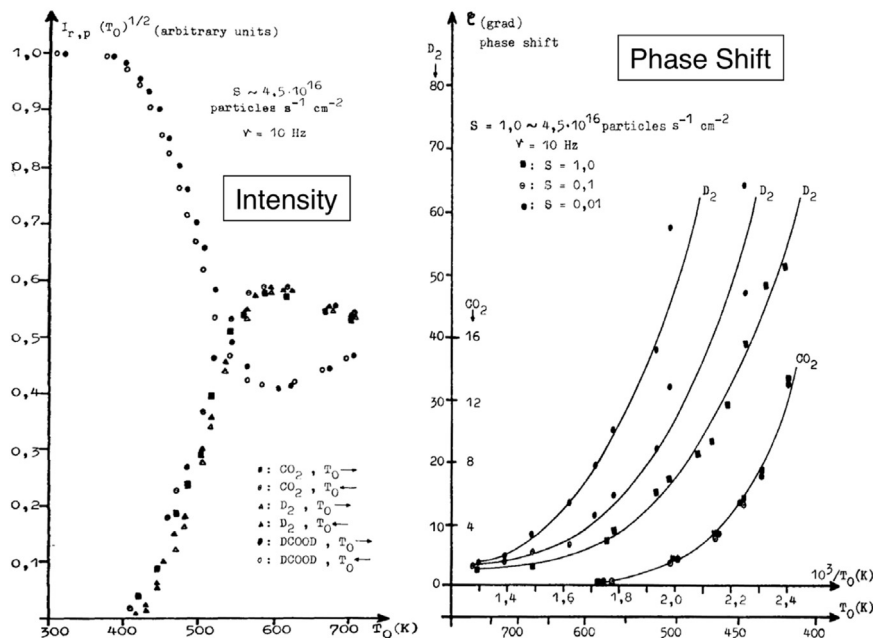 I r,p (T0)1/2 (arbitrary units)
1,0
0,9
0,8
0,7
0,6
0,5
0,4
0,3
0,2
0,1
S ~ 4,5·10^16
particles s-1 cm-2
ν = 10 Hz
Intensity
: CO2 , T0→
: CO2 , T0←
: D2 , T0→
: D2 , T0←
: DCOOD , T0→
: DCOOD , T0←
300
400
500
600
700
T0(K)
(grad)
phase shift
D2
Phase Shift
80
70
60
50
40
30
20
10
0
CO2
16
12
8
4
S = 1,0 ~ 4,5·10^16 particles s-1 cm-2
ν = 10 Hz
: S = 1,0
: S = 0,1
: S = 0,01
D2
D2
D2
CO2
10^3/T0(K)
1,4
1,6
1,8
2,0
2,2
2,4
700
600
500
450
400
T0(K)